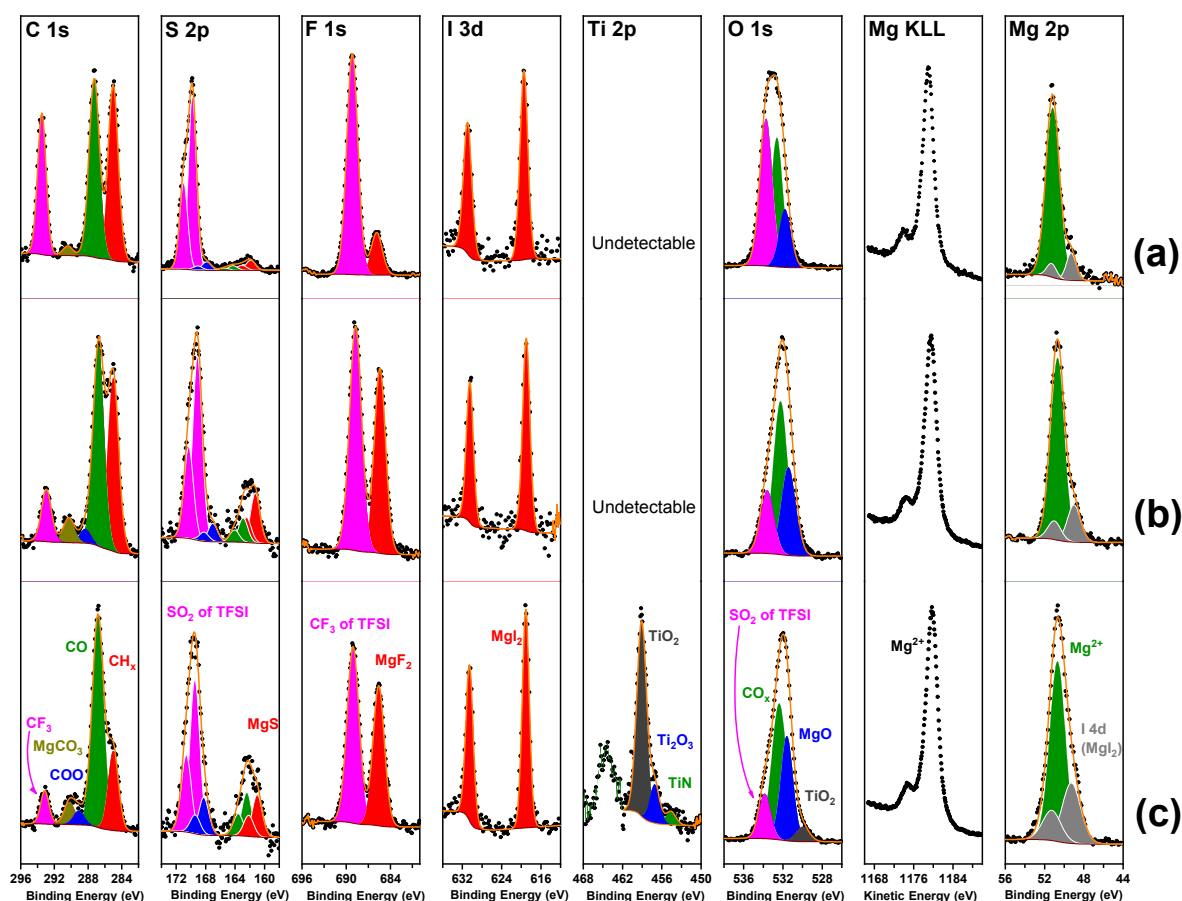 C 1s
S 2p
F 1s
I 3d
Ti 2p
O 1s
Mg KLL
Mg 2p
Undetectable
(a)
Undetectable
(b)
CO
CHₓ
CF₃
MgCO₃
COO
SO₂ of TFSI
MgS
CF₃ of TFSI
MgF₂
MgI₂
TiO₂
Ti₂O₃
TiN
SO₂ of TFSI
COₓ
MgO
TiO₂
Mg²⁺
Mg²⁺
I 4d
(MgI₂)
(c)
296 292 288 284
172 168 164 160
696 690 684
632 624 616
468 462 456 450
536 532 528
1168 1176 1184
56 52 48 44
Binding Energy (eV)
Binding Energy (eV)
Binding Energy (eV)
Binding Energy (eV)
Binding Energy (eV)
Binding Energy (eV)
Kinetic Energy (eV)
Binding Energy (eV)